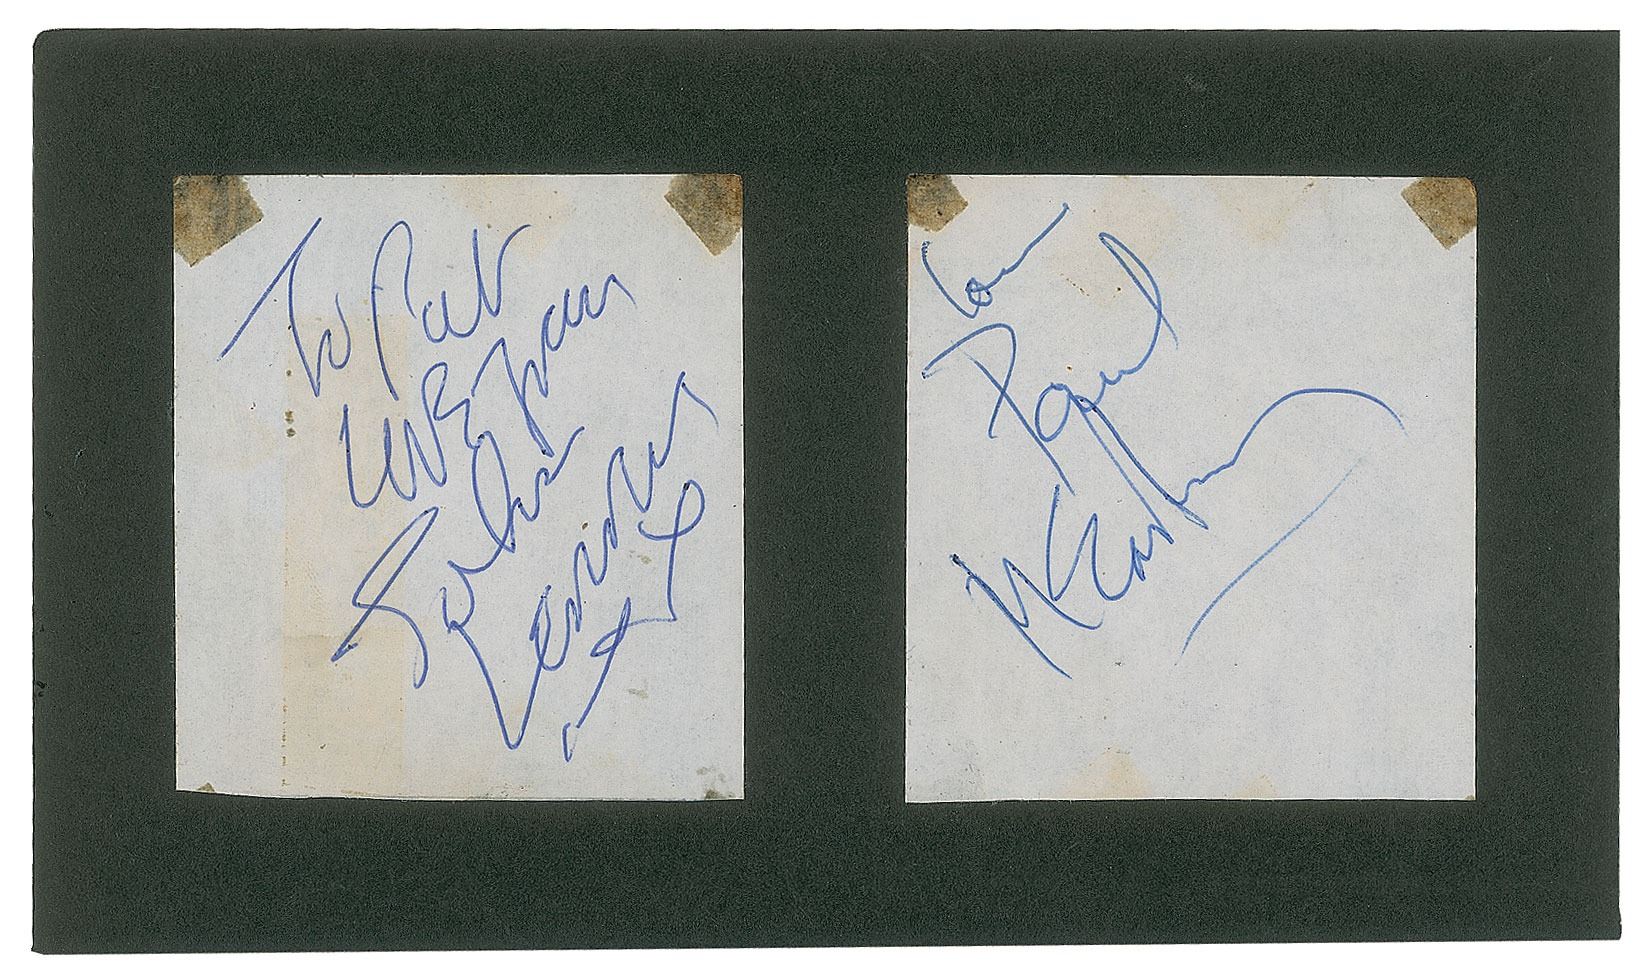 To Pat
love from
John
Lennon
x
love
Paul
McCartney